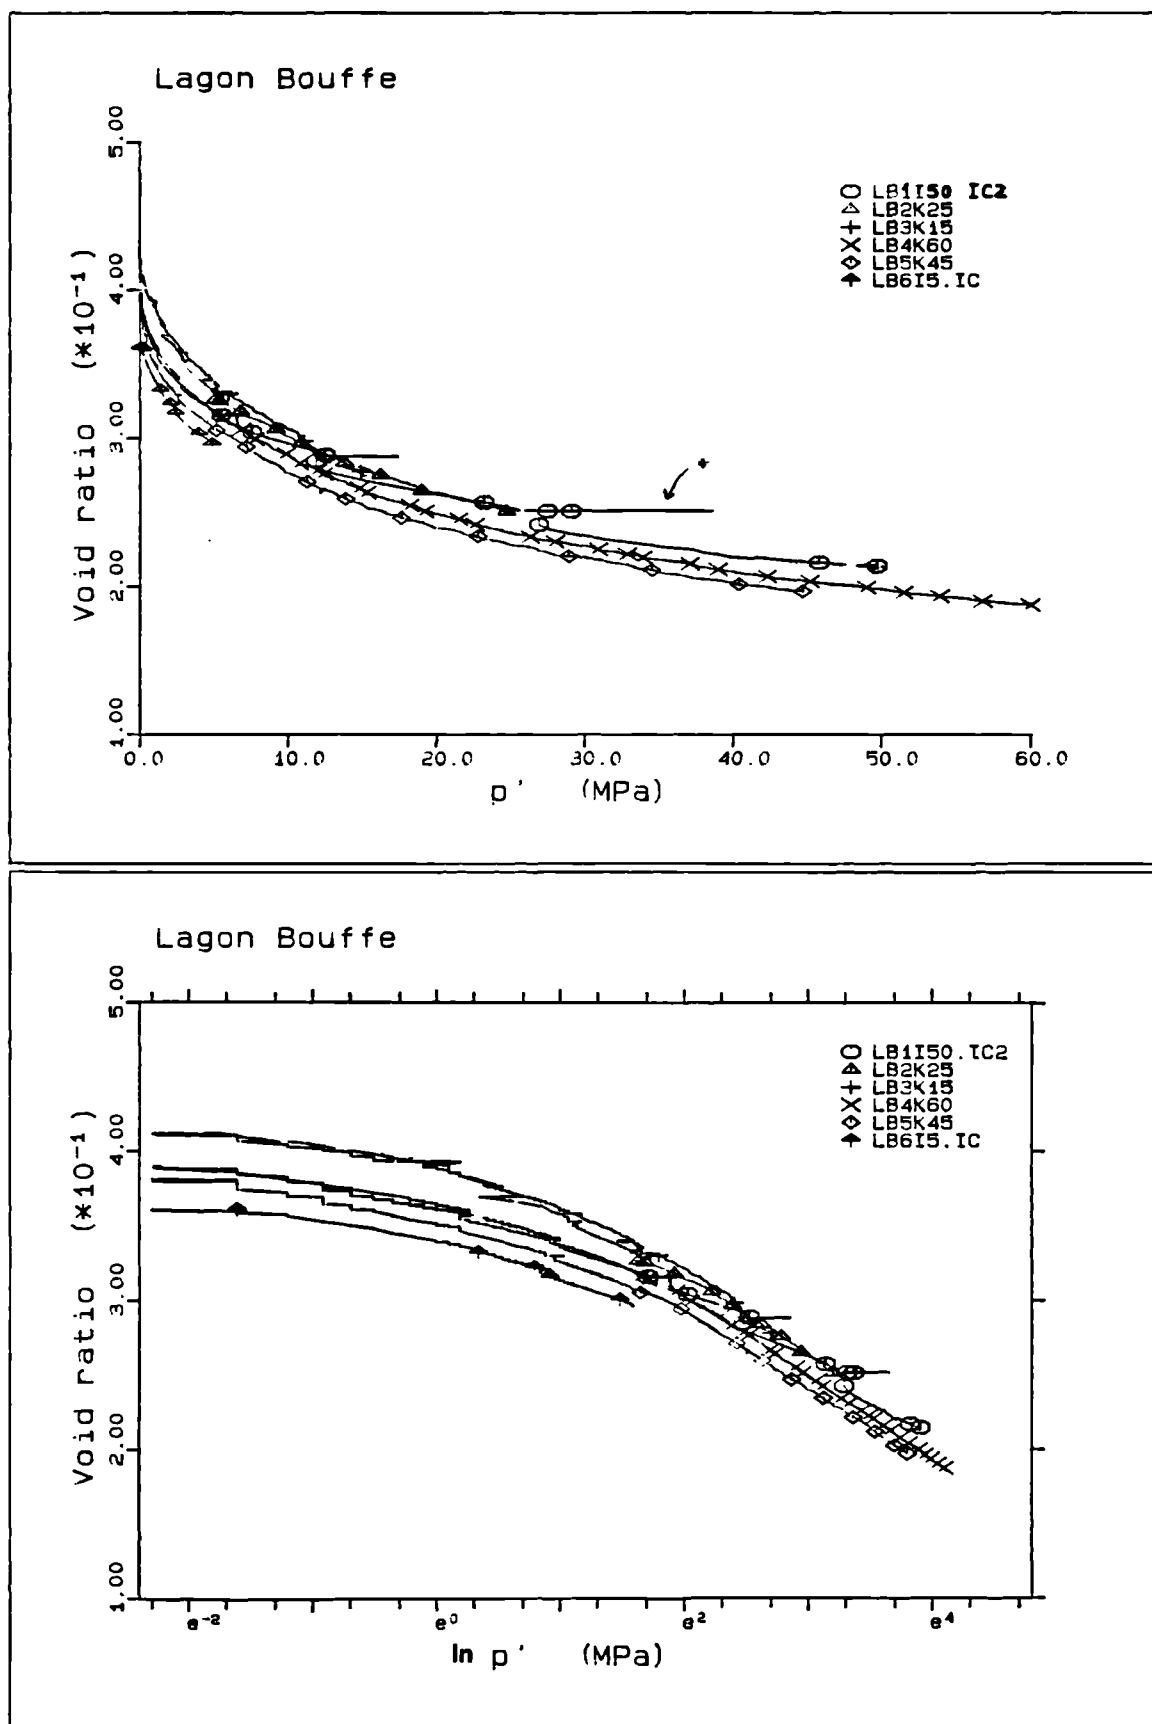 Lagon Bouffe
5.00
4.00
3.00
2.00
1.00
Void ratio (*10⁻¹)
LB1I50 IC2
LB2K25
LB3K15
LB4K60
LB5K45
LB6I5.IC
0.0 10.0 20.0 30.0 40.0 50.0 60.0
p' (MPa)
Lagon Bouffe
5.00
4.00
3.00
2.00
1.00
Void ratio (*10⁻¹)
LB1I50.IC2
LB2K25
LB3K15
LB4K60
LB5K45
LB6I5.IC
e⁻² e⁰ e² e⁴
ln p' (MPa)